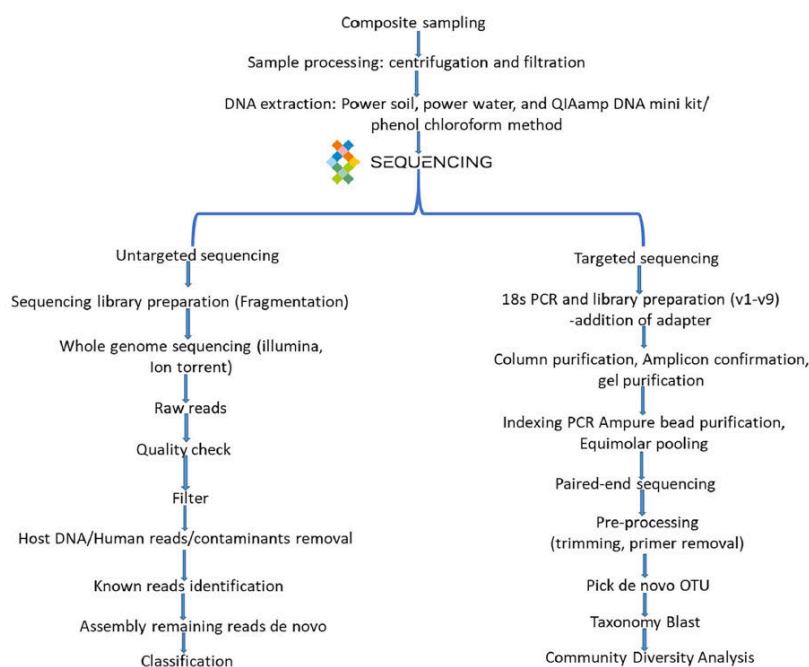 Composite sampling
Sample processing: centrifugation and filtration
DNA extraction: Power soil, power water, and QIAamp DNA mini kit/
phenol chloroform method
SEQUENCING
Untargeted sequencing
Sequencing library preparation (Fragmentation)
Whole genome sequencing (illumina,
Ion torrent)
Raw reads
Quality check
Filter
Host DNA/Human reads/contaminants removal
Known reads identification
Assembly remaining reads de novo
Classification
Targeted sequencing
18s PCR and library preparation (v1-v9)
-addition of adapter
Column purification, Amplicon confirmation,
gel purification
Indexing PCR Ampure bead purification,
Equimolar pooling
Paired-end sequencing
Pre-processing
(trimming, primer removal)
Pick de novo OTU
Taxonomy Blast
Community Diversity Analysis